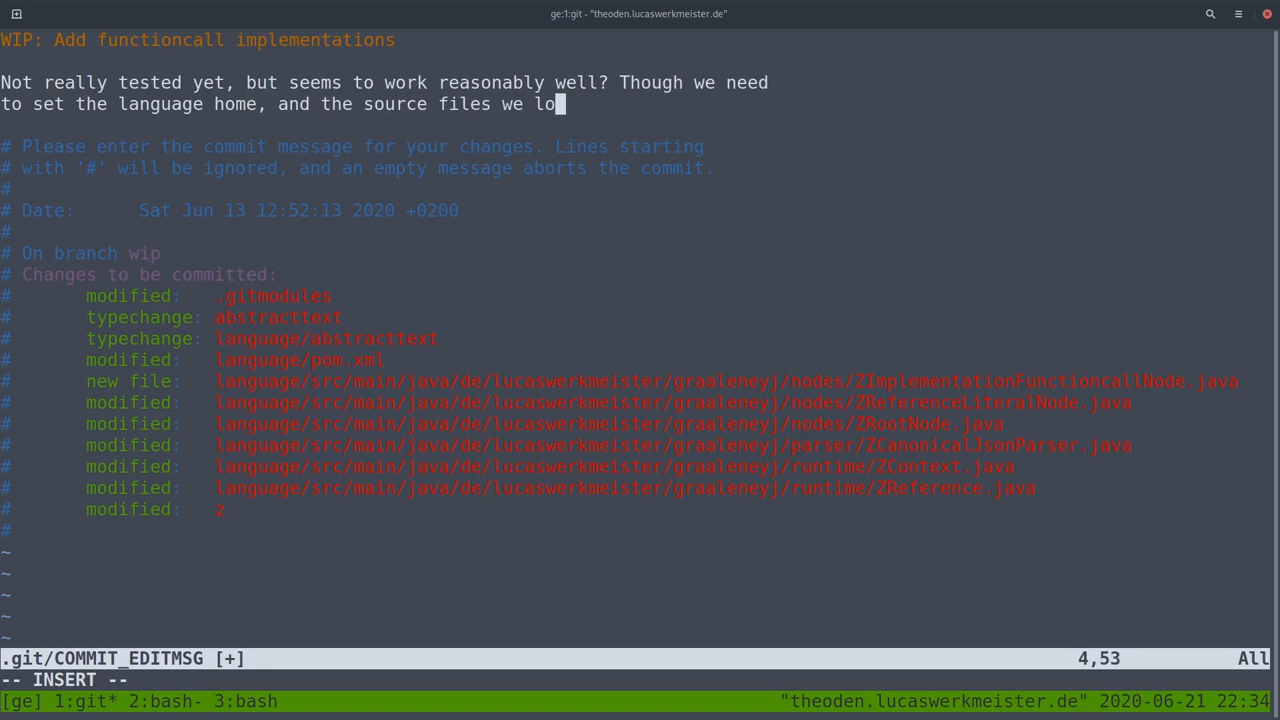 ge:1:git - "theoden.lucaswerkmeister.de"
WIP: Add functioncall implementations
Not really tested yet, but seems to work reasonably well? Though we need
to set the language home, and the source files we lo
# Please enter the commit message for your changes. Lines starting
# with '#' will be ignored, and an empty message aborts the commit.
#
# Date:      Sat Jun 13 12:52:13 2020 +0200
#
# On branch wip
# Changes to be committed:
#       modified:   .gitmodules
#       typechange: abstracttext
#       typechange: language/abstracttext
#       modified:   language/pom.xml
#       new file:   language/src/main/java/de/lucaswerkmeister/graaleneyj/nodes/ZImplementationFunctioncallNode.java
#       modified:   language/src/main/java/de/lucaswerkmeister/graaleneyj/nodes/ZReferenceLiteralNode.java
#       modified:   language/src/main/java/de/lucaswerkmeister/graaleneyj/nodes/ZRootNode.java
#       modified:   language/src/main/java/de/lucaswerkmeister/graaleneyj/parser/ZCanonicalJsonParser.java
#       modified:   language/src/main/java/de/lucaswerkmeister/graaleneyj/runtime/ZContext.java
#       modified:   language/src/main/java/de/lucaswerkmeister/graaleneyj/runtime/ZReference.java
#       modified:   z
#
~
~
~
~
~
.git/COMMIT_EDITMSG [+] 4,53 All
-- INSERT --
[ge] 1:git* 2:bash- 3:bash "theoden.lucaswerkmeister.de" 2020-06-21 22:34